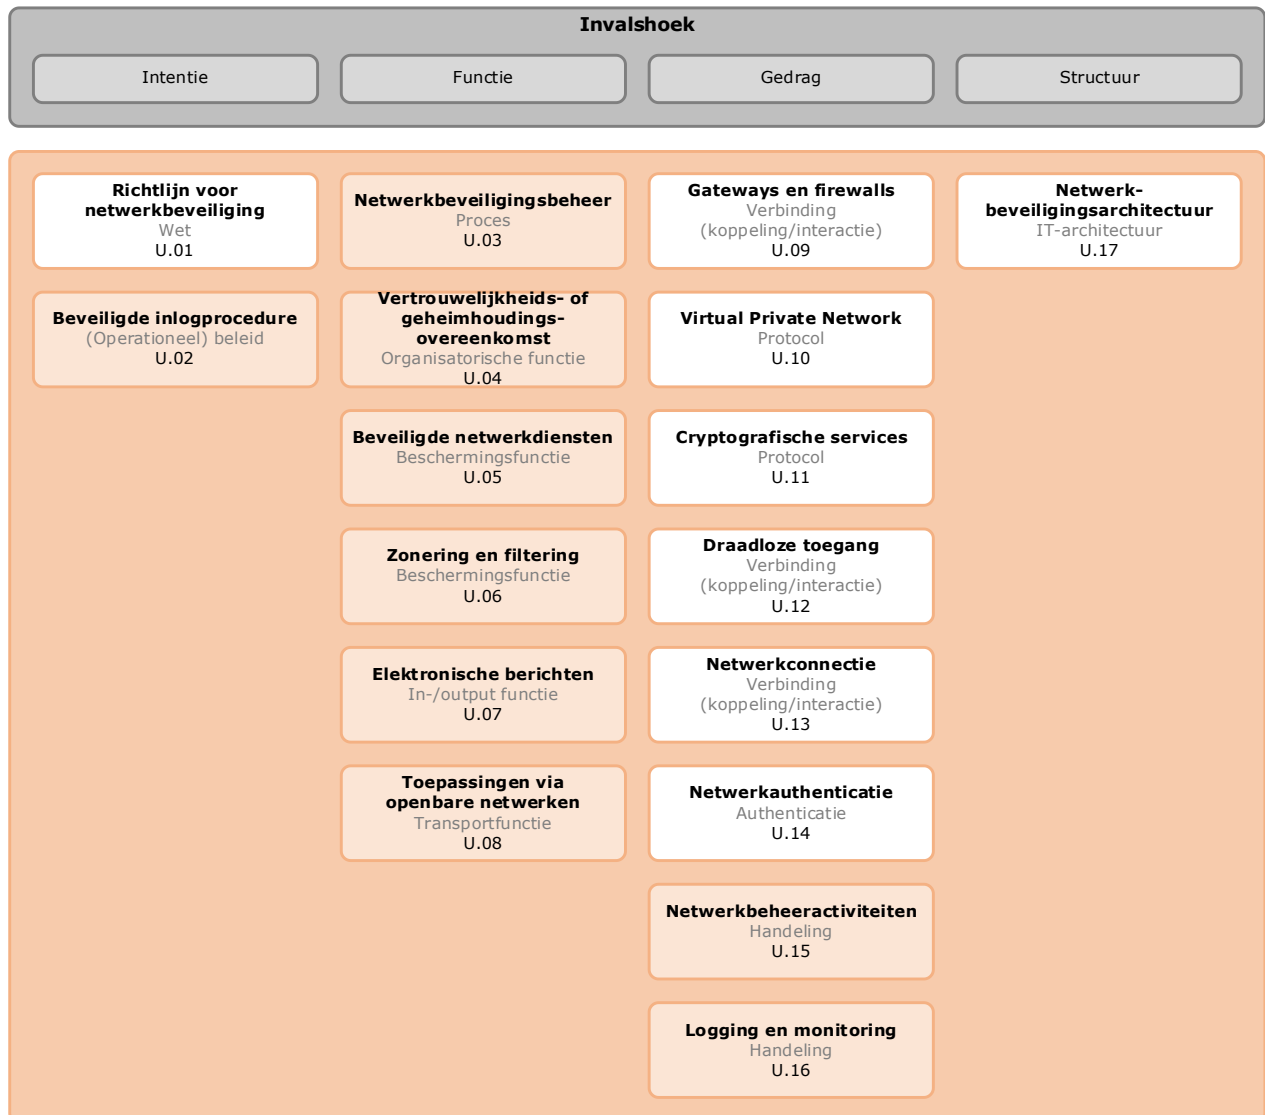 Invalshoek
Intentie
Functie
Gedrag
Structuur
Richtlijn voor
netwerkbeveiliging
Wet
U.01
Beveiligde inlogprocedure
(Operationeel) beleid
U.02
Netwerkbeveiligingsbeheer
Proces
U.03
Vertrouwelijkheids- of
geheimhoudings-
overeenkomst
Organisatorische functie
U.04
Beveiligde netwerkdiensten
Beschermingsfunctie
U.05
Zonering en filtering
Beschermingsfunctie
U.06
Elektronische berichten
In-/output functie
U.07
Toepassingen via
openbare netwerken
Transportfunctie
U.08
Gateways en firewalls
Verbinding
(koppeling/interactie)
U.09
Virtual Private Network
Protocol
U.10
Cryptografische services
Protocol
U.11
Draadloze toegang
Verbinding
(koppeling/interactie)
U.12
Netwerkconnectie
Verbinding
(koppeling/interactie)
U.13
Netwerkauthenticatie
Authenticatie
U.14
Netwerkbeheeractiviteiten
Handeling
U.15
Logging en monitoring
Handeling
U.16
Netwerk-
beveiligingsarchitectuur
IT-architectuur
U.17